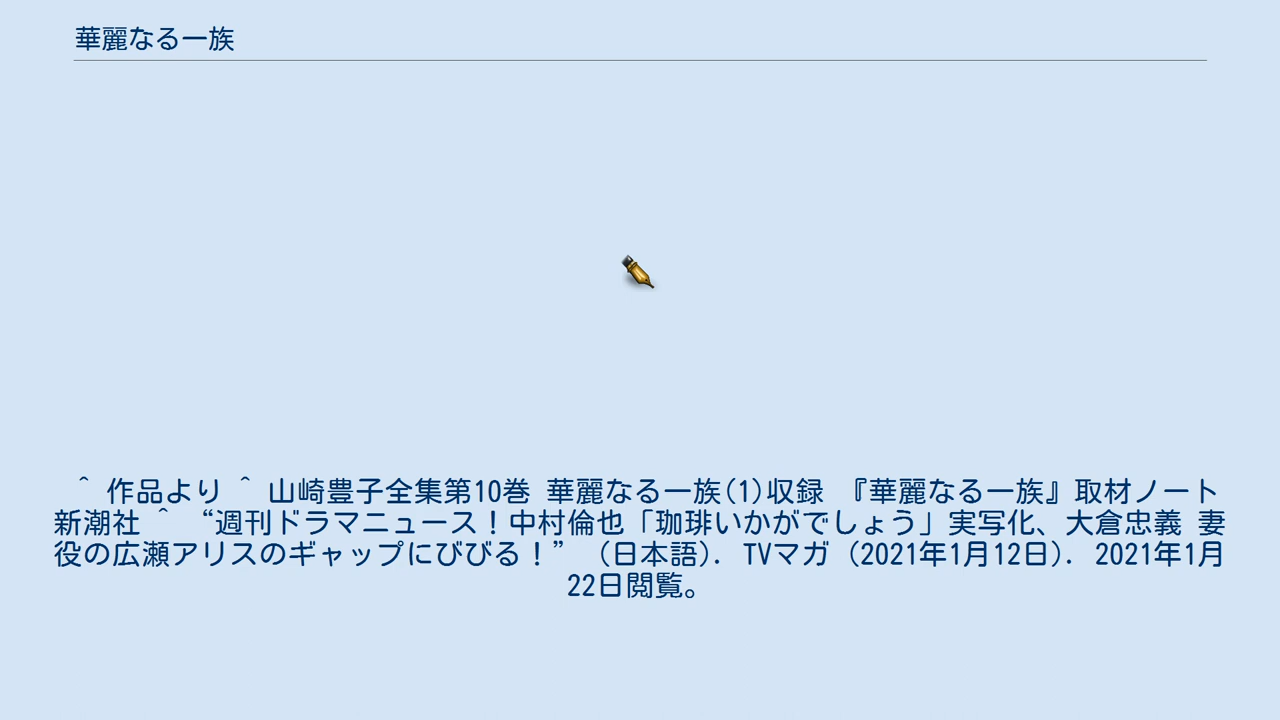 華麗なる一族
^ 作品より ^ 山崎豊子全集第10巻 華麗なる一族(1)収録 『華麗なる一族』取材ノート
新潮社 ^ “週刊ドラマニュース！中村倫也「珈琲いかがでしょう」実写化、大倉忠義 妻
役の広瀬アリスのギャップにびびる！” （日本語）. TVマガ（2021年1月12日）. 2021年1月
22日閲覧。